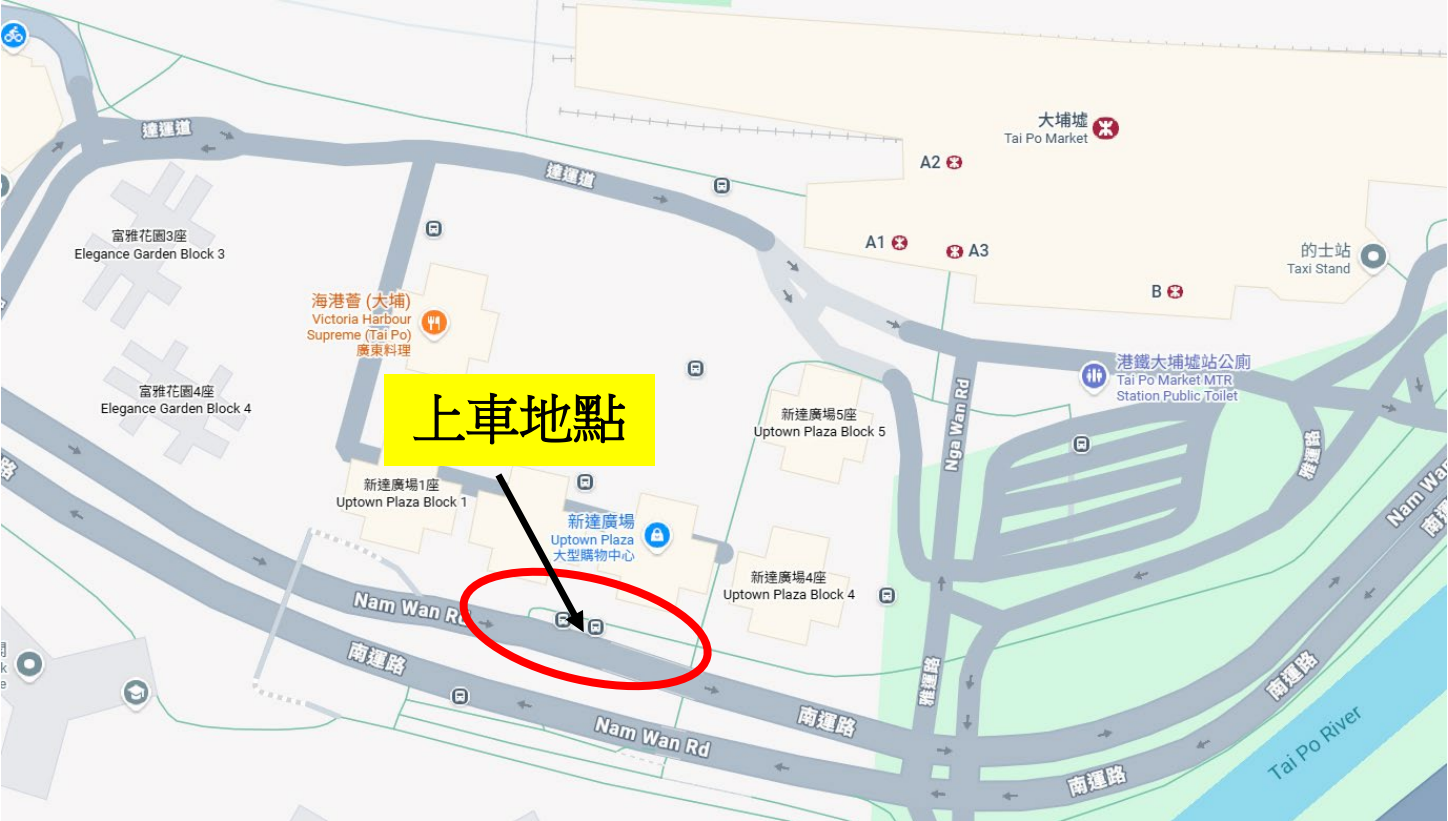 大埔墟
Tai Po Market
A2
達運道
達運道
富雅花園3座
Elegance Garden Block 3
A1
A3
的士站
Taxi Stand
B
海港薈 (大埔)
Victoria Harbour
Supreme (Tai Po)
廣東料理
港鐵大埔墟站公廁
Tai Po Market MTR
Station Public Toilet
富雅花園4座
Elegance Garden Block 4
上車地點
新達廣場5座
Uptown Plaza Block 5
Nga Wan Rd
雅運路
新達廣場1座
Uptown Plaza Block 1
新達廣場
Uptown Plaza
大型購物中心
Nam Wan
新達廣場4座
Uptown Plaza Block 4
Nam Wan Rd
南運路
雅運路
南運路
南運路
Nam Wan Rd
南運路
Tai Po River